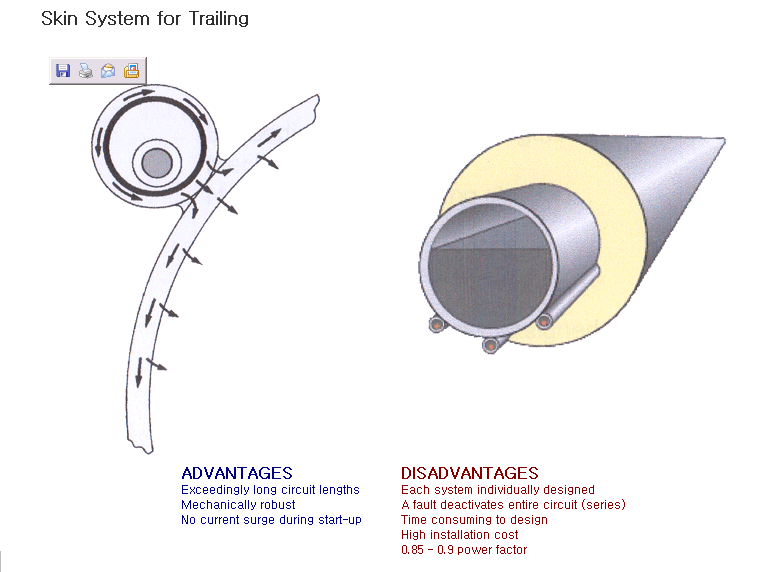 Skin System for Trailing
ADVANTAGES
Exceedingly long circuit lengths
Mechanically robust
No current surge during start-up
DISADVANTAGES
Each system individually designed
A fault deactivates entire circuit (series)
Time consuming to design
High installation cost
0.85 - 0.9 power factor